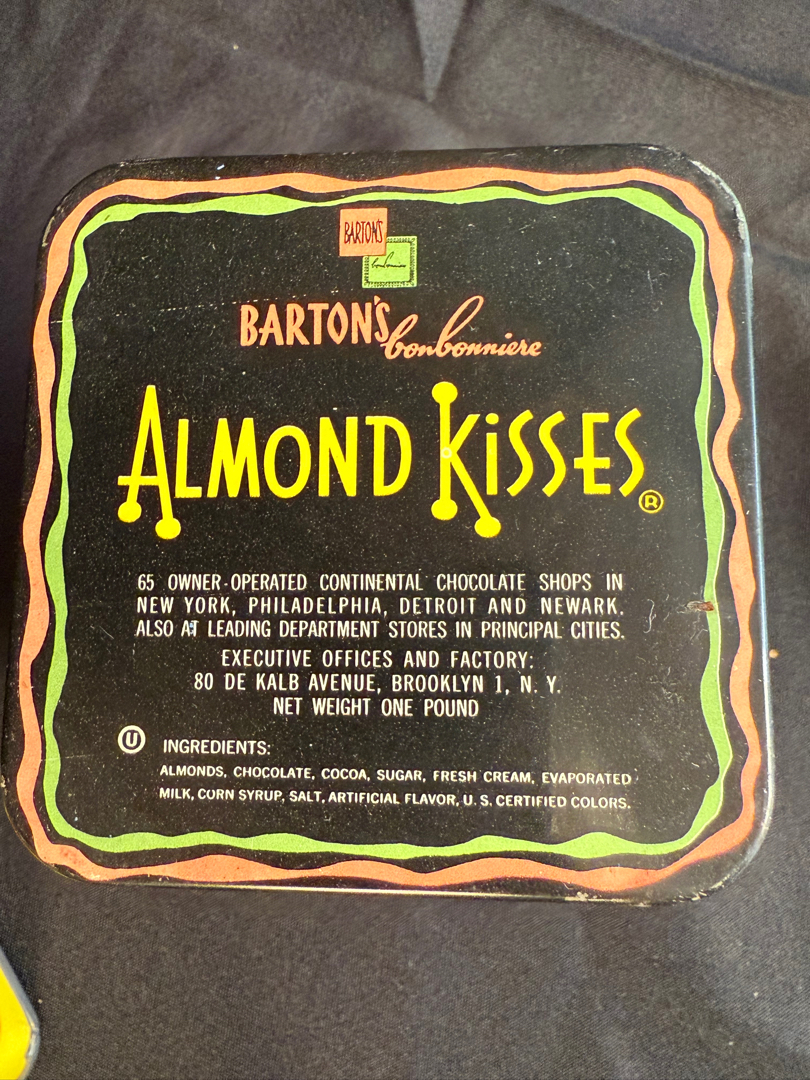 BARTON'S
bonbonniere
BARTON'S bonbonniere
ALMOND KiSSES®
65 OWNER-OPERATED CONTINENTAL CHOCOLATE SHOPS IN
NEW YORK, PHILADELPHIA, DETROIT AND NEWARK.
ALSO AT LEADING DEPARTMENT STORES IN PRINCIPAL CITIES.
EXECUTIVE OFFICES AND FACTORY:
80 DE KALB AVENUE, BROOKLYN 1, N. Y.
NET WEIGHT ONE POUND
Ⓤ INGREDIENTS:
ALMONDS, CHOCOLATE, COCOA, SUGAR, FRESH CREAM, EVAPORATED
MILK, CORN SYRUP, SALT, ARTIFICIAL FLAVOR, U. S. CERTIFIED COLORS.